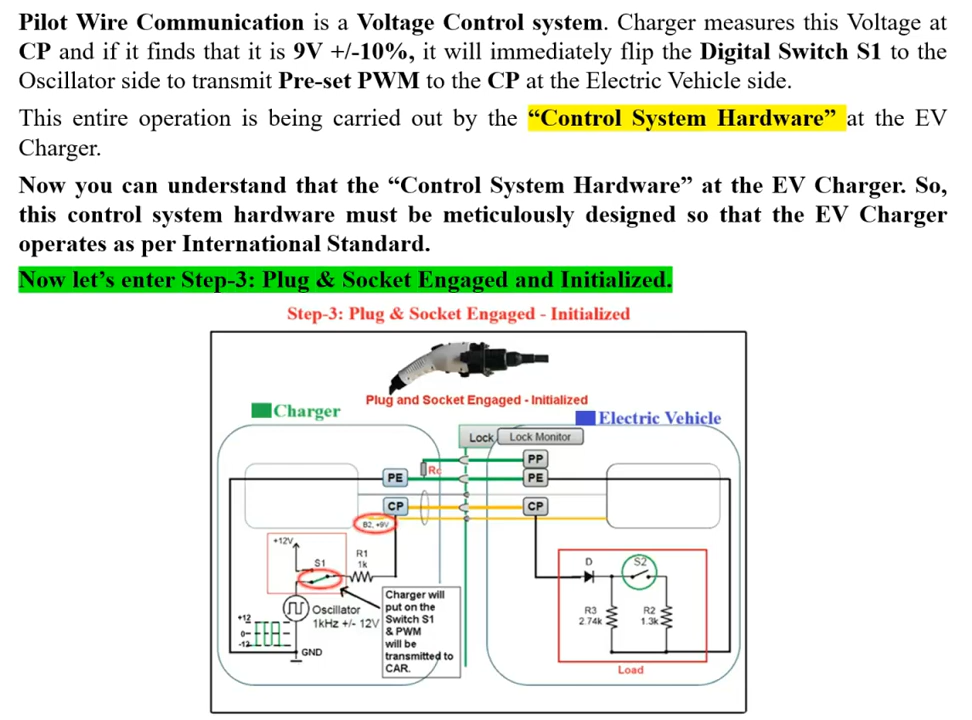 Pilot Wire Communication is a Voltage Control system. Charger measures this Voltage at
CP and if it finds that it is 9V +/-10%, it will immediately flip the Digital Switch S1 to the
Oscillator side to transmit Pre-set PWM to the CP at the Electric Vehicle side.
This entire operation is being carried out by the “Control System Hardware” at the EV
Charger.
Now you can understand that the “Control System Hardware” at the EV Charger. So,
this control system hardware must be meticulously designed so that the EV Charger
operates as per International Standard.
Now let’s enter Step-3: Plug & Socket Engaged and Initialized.
Step-3: Plug & Socket Engaged - Initialized
Plug and Socket Engaged - Initialized
Charger
Electric Vehicle
Lock
Lock Monitor
PP
Rc
PE
PE
CP
CP
B2, +9V
+12V
S1
R1
1k
D
S2
Oscillator
1kHz +/- 12V
+12
0
-12
GND
Charger will
put on the
Switch S1
& PWM
will be
transmitted to
CAR.
R3
2.74k
R2
1.3k
Load